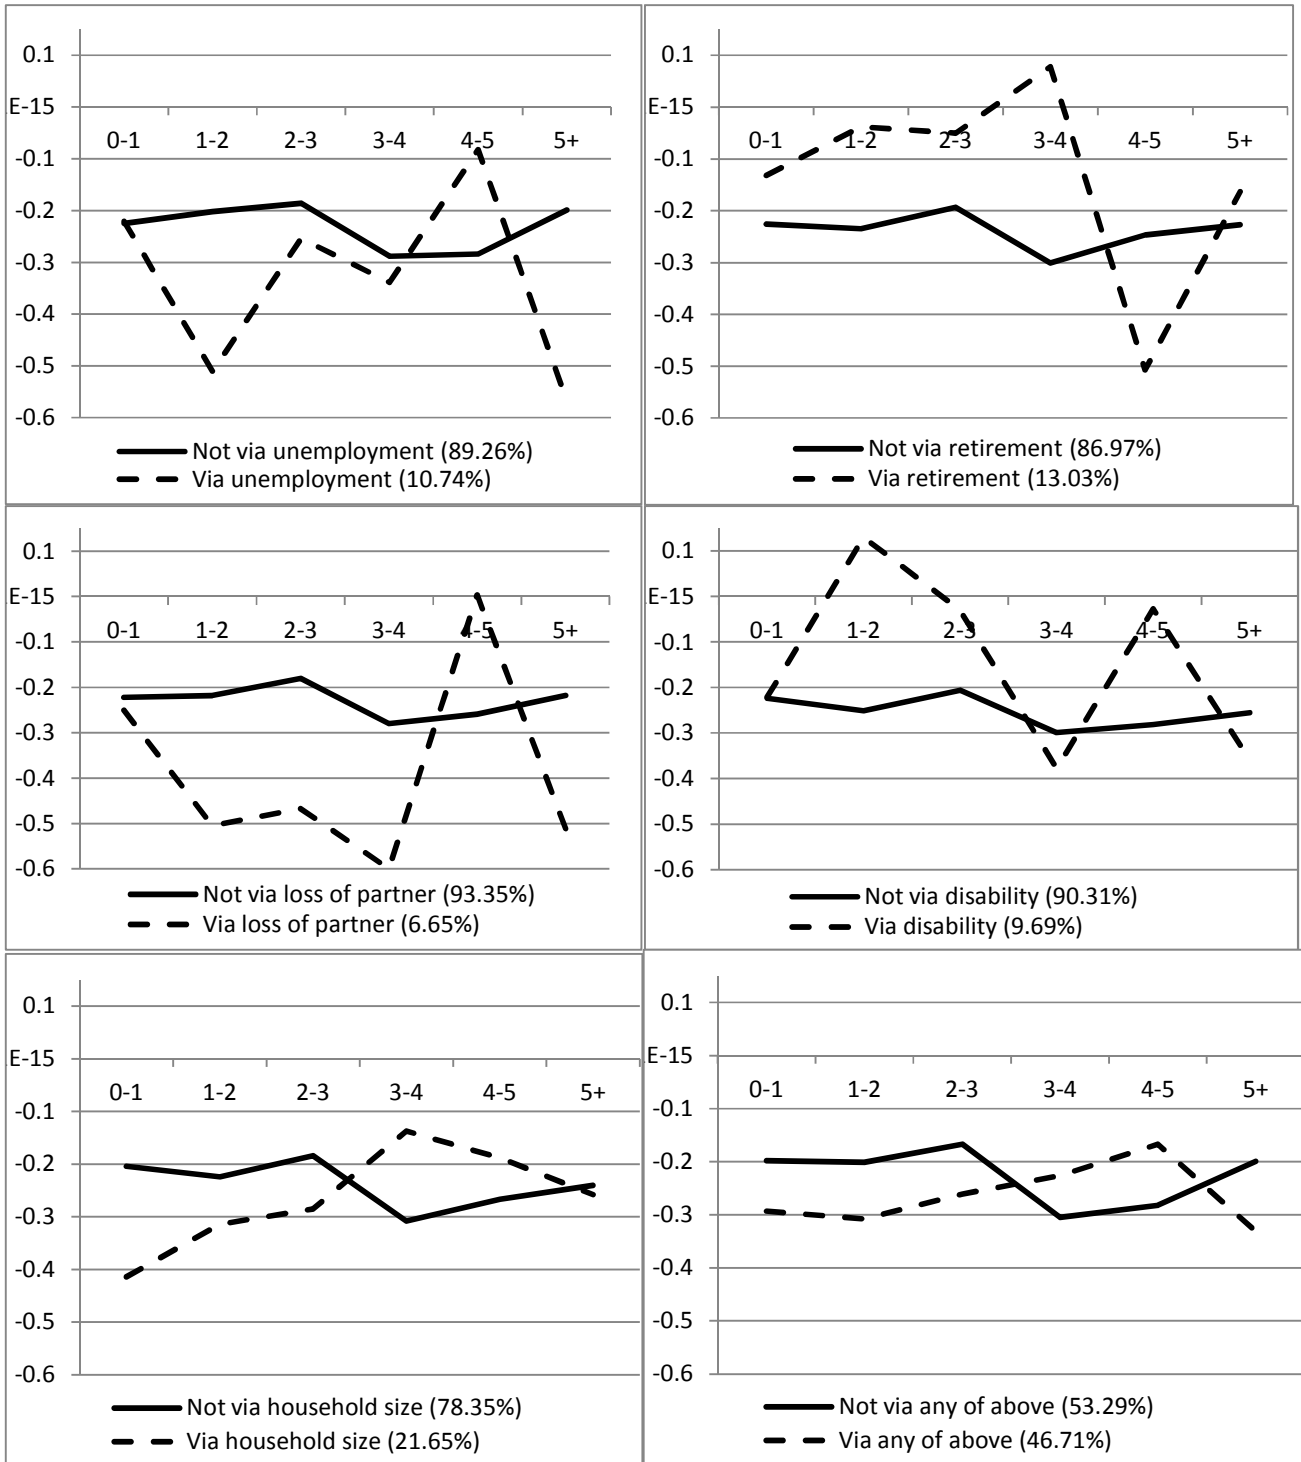 0.1
E-15
0-1 1-2 2-3 3-4 4-5 5+
-0.1
-0.2
-0.3
-0.4
-0.5
-0.6
Not via unemployment (89.26%)
Via unemployment (10.74%)
0.1
E-15
0-1 1-2 2-3 3-4 4-5 5+
-0.1
-0.2
-0.3
-0.4
-0.5
-0.6
Not via retirement (86.97%)
Via retirement (13.03%)
0.1
E-15
0-1 1-2 2-3 3-4 4-5 5+
-0.1
-0.2
-0.3
-0.4
-0.5
-0.6
Not via loss of partner (93.35%)
Via loss of partner (6.65%)
0.1
E-15
0-1 1-2 2-3 3-4 4-5 5+
-0.1
-0.2
-0.3
-0.4
-0.5
-0.6
Not via disability (90.31%)
Via disability (9.69%)
0.1
E-15
0-1 1-2 2-3 3-4 4-5 5+
-0.1
-0.2
-0.3
-0.4
-0.5
-0.6
Not via household size (78.35%)
Via household size (21.65%)
0.1
E-15
0-1 1-2 2-3 3-4 4-5 5+
-0.1
-0.2
-0.3
-0.4
-0.5
-0.6
Not via any of above (53.29%)
Via any of above (46.71%)